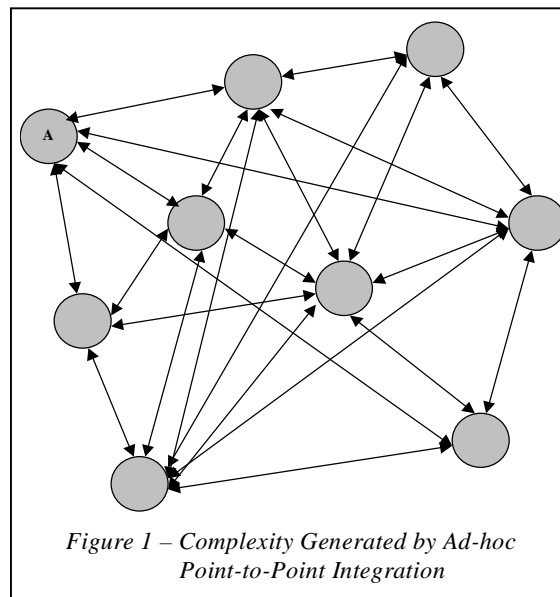 A
Figure 1 – Complexity Generated by Ad-hoc
Point-to-Point Integration